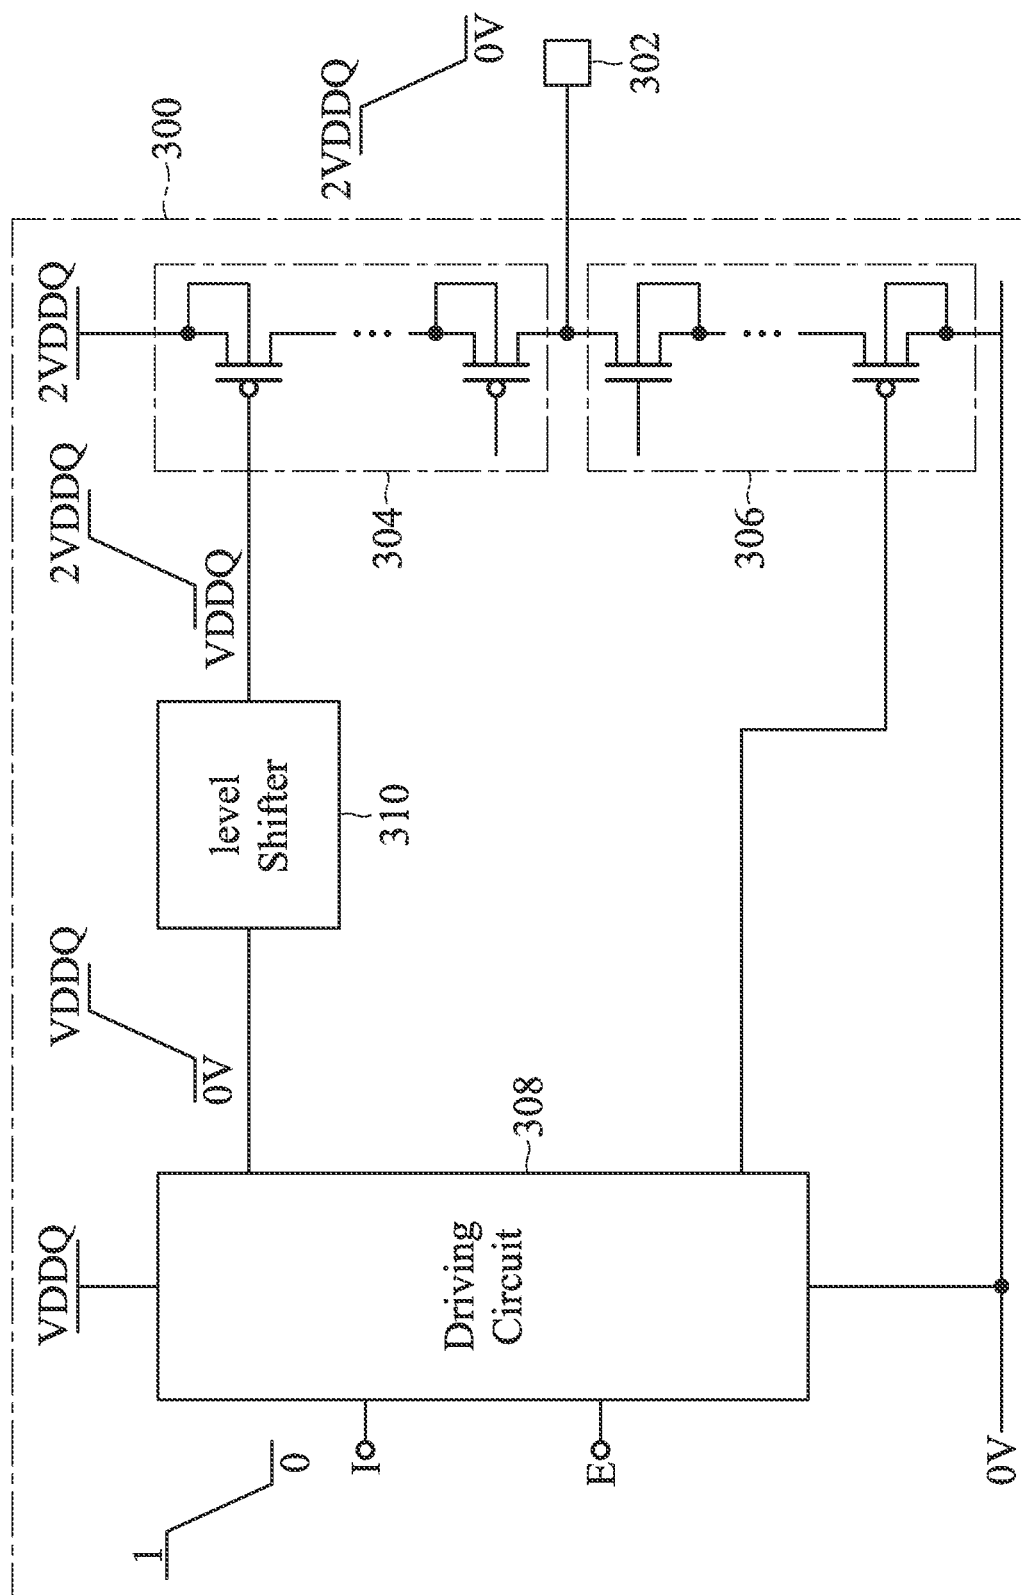 VDDQ
VDDQ
2VDDQ
2VDDQ
1
300
0V
VDDQ
level
Shifter
0
2VDDQ
I
310
304
Driving
Circuit
0V
308
E
302
306
0V